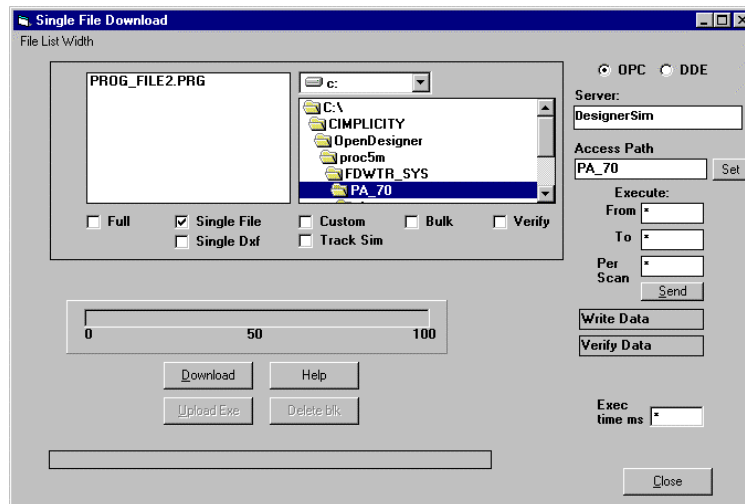 Single File Download
File List Width
PROG_FILE2.PRG
c:
C:\
CIMPLICITY
OpenDesigner
proc5m
FDWTR_SYS
PA_70
Full
Single File
Custom
Bulk
Verify
Single Dxf
Track Sim
OPC
DDE
Server:
DesignerSim
Access Path
PA_70
Set
Execute:
From *
To *
Per Scan *
Send
Write Data
Verify Data
0 50 100
Download
Help
Upload Exe
Delete blk
Exec
time ms *
Close